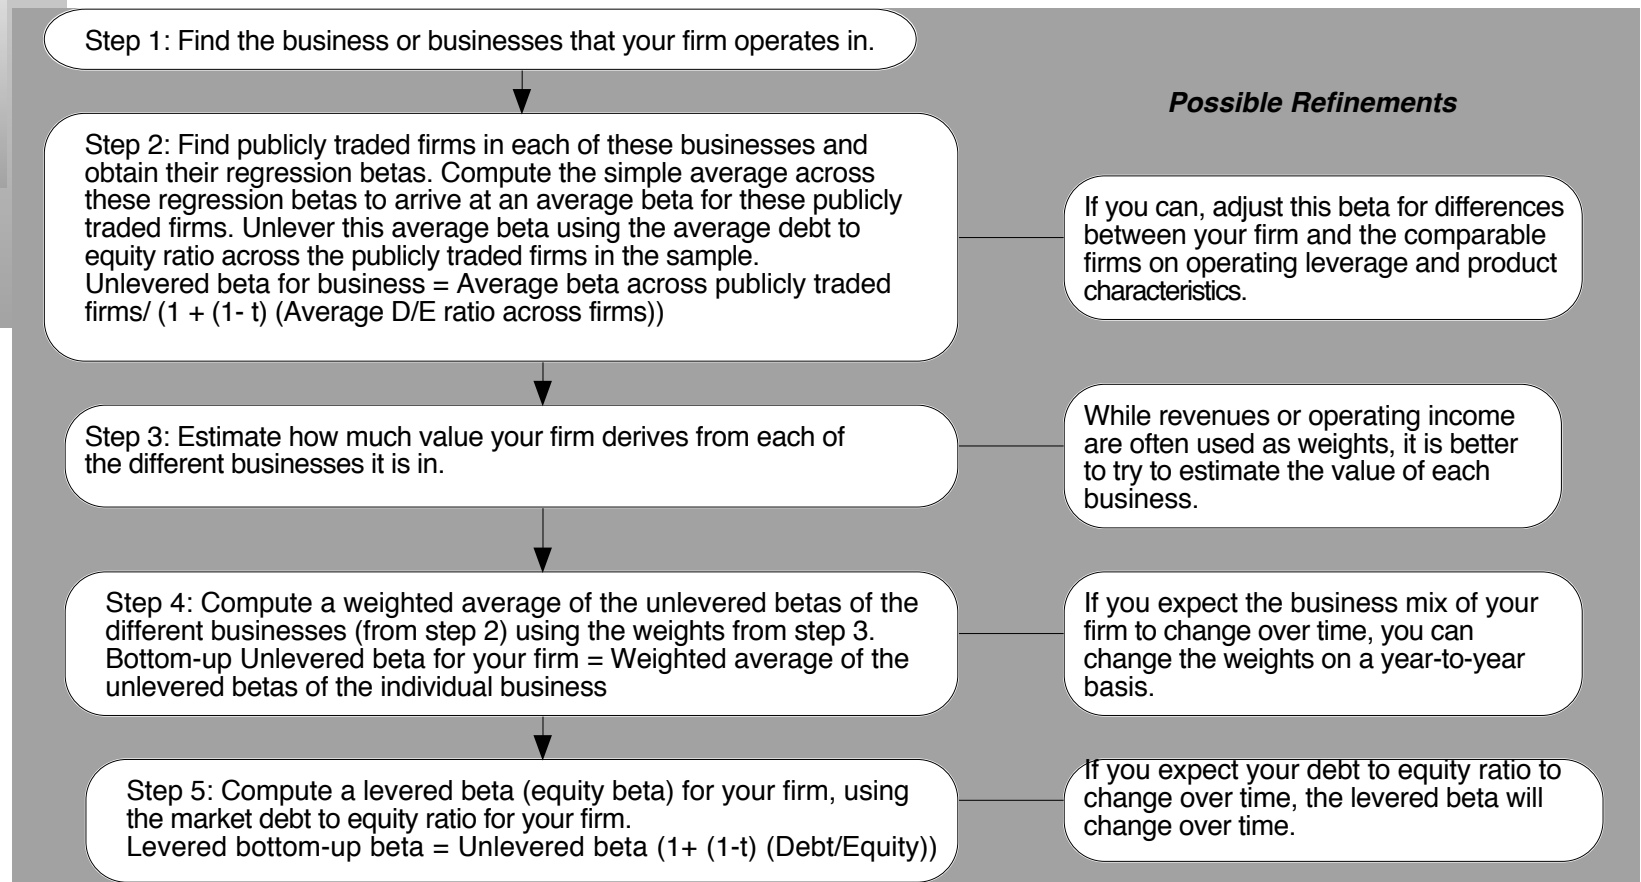 Step 1: Find the business or businesses that your firm operates in.
Possible Refinements
Step 2: Find publicly traded firms in each of these businesses and
obtain their regression betas. Compute the simple average across
these regression betas to arrive at an average beta for these publicly
traded firms. Unlever this average beta using the average debt to
equity ratio across the publicly traded firms in the sample.
Unlevered beta for business = Average beta across publicly traded
firms/ (1 + (1- t) (Average D/E ratio across firms))
If you can, adjust this beta for differences
between your firm and the comparable
firms on operating leverage and product
characteristics.
Step 3: Estimate how much value your firm derives from each of
the different businesses it is in.
While revenues or operating income
are often used as weights, it is better
to try to estimate the value of each
business.
Step 4: Compute a weighted average of the unlevered betas of the
different businesses (from step 2) using the weights from step 3.
Bottom-up Unlevered beta for your firm = Weighted average of the
unlevered betas of the individual business
If you expect the business mix of your
firm to change over time, you can
change the weights on a year-to-year
basis.
Step 5: Compute a levered beta (equity beta) for your firm, using
the market debt to equity ratio for your firm.
Levered bottom-up beta = Unlevered beta (1+ (1-t) (Debt/Equity))
If you expect your debt to equity ratio to
change over time, the levered beta will
change over time.